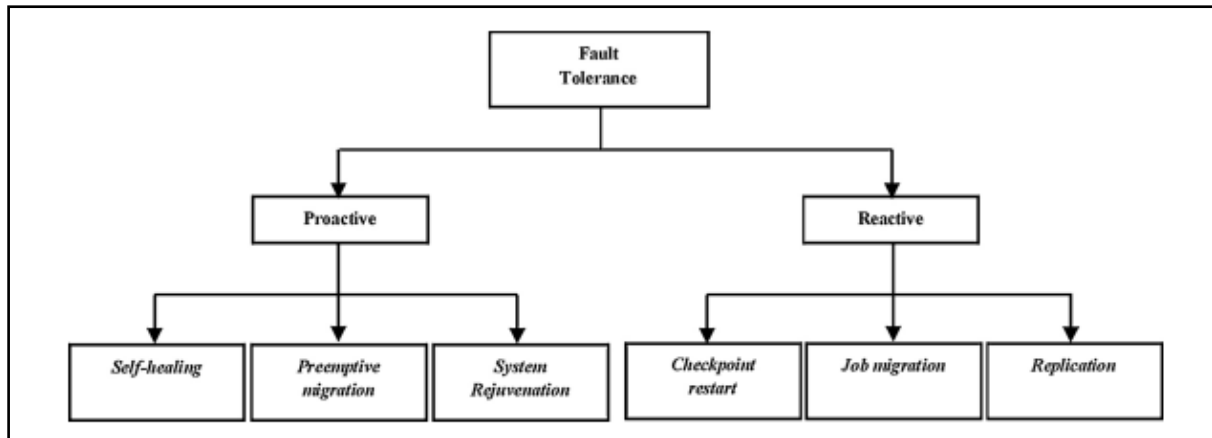 Fault
Tolerance
Proactive
Reactive
Self-healing
Preemptive
migration
System
Rejuvenation
Checkpoint
restart
Job migration
Replication